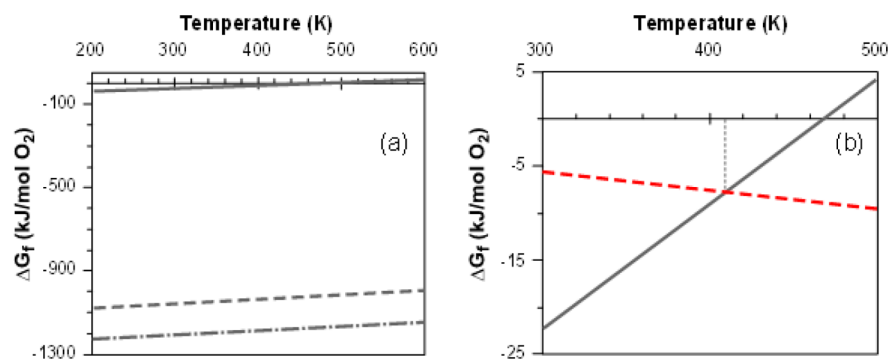 Temperature (K)
200 300 400 500 600
-100
-500
-900
-1300
ΔGf (kJ/mol O2)
(a)
Temperature (K)
300 400 500
5
-5
-15
-25
ΔGf (kJ/mol O2)
(b)